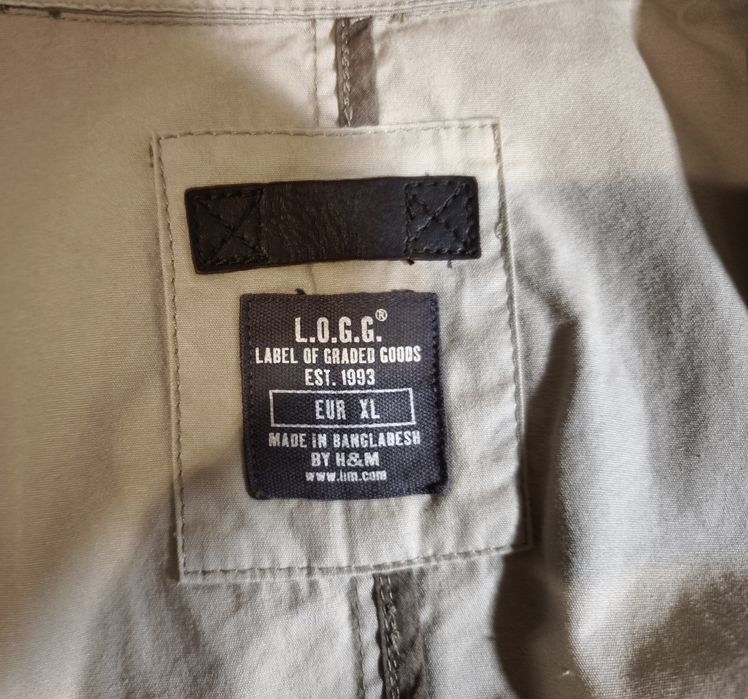 L.O.G.G.®
LABEL OF GRADED GOODS
EST. 1993
EUR XL
MADE IN BANGLADESH
BY H&M
www.hm.com